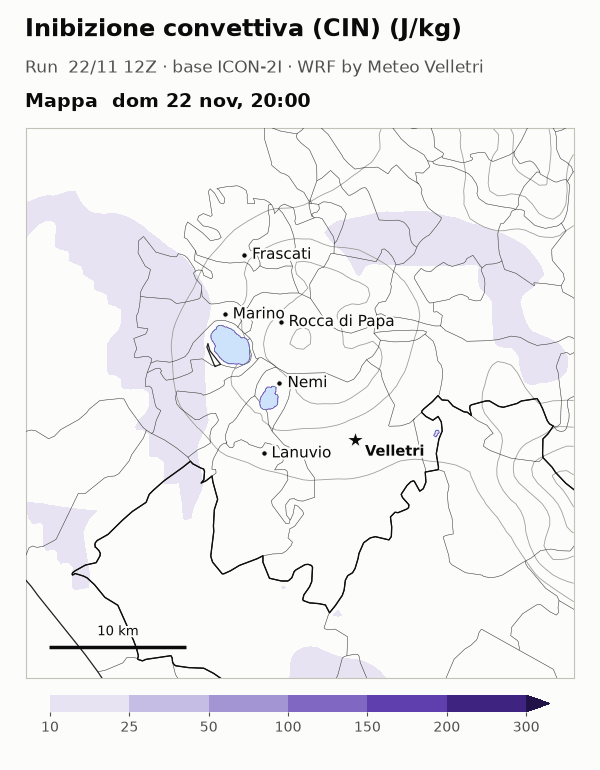 Inibizione convettiva (CIN) (J/kg)
Run  22/11 12Z · base ICON-2I · WRF by Meteo Velletri
Mappa  dom 22 nov, 20:00
Frascati
Marino
Rocca di Papa
Nemi
Velletri
Lanuvio
10 km
10 25 50 100 150 200 300